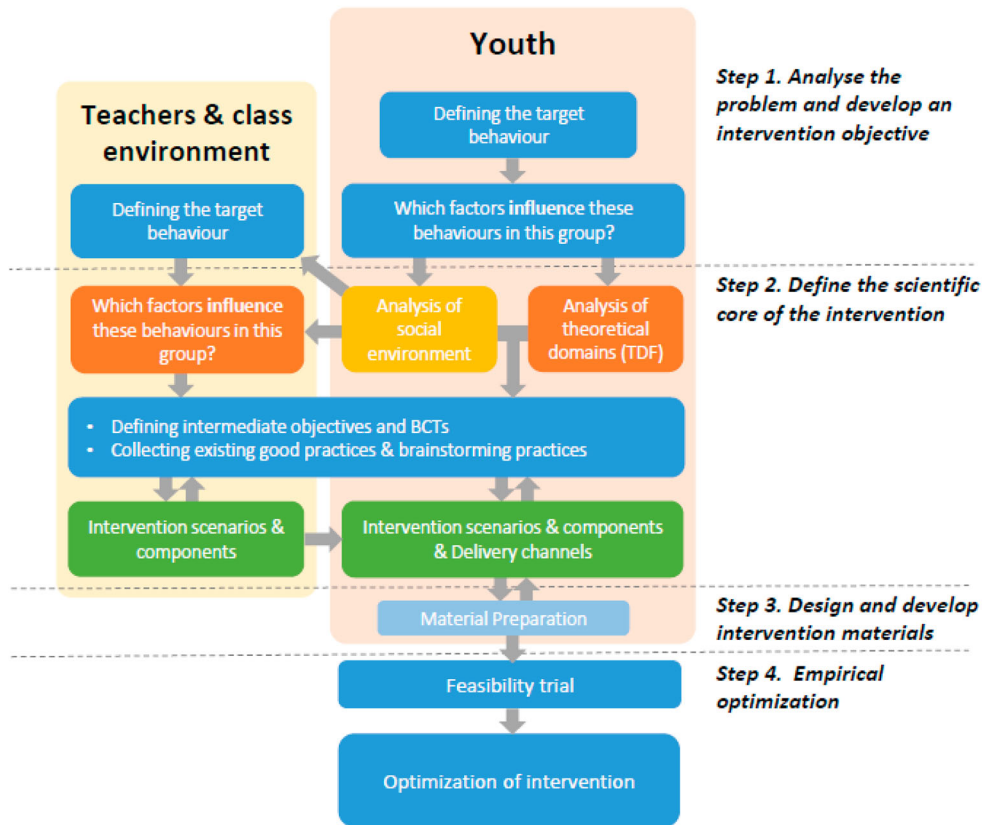 Youth
Teachers & class
environment
Defining the target
behaviour
Step 1. Analyse the
problem and develop an
intervention objective
Defining the target
behaviour
Which factors influence these
behaviours in this group?
Which factors influence
these behaviours in this
group?
Analysis of
social
environment
Analysis of
theoretical
domains (TDF)
Step 2. Define the scientific
core of the intervention
• Defining intermediate objectives and BCTs
• Collecting existing good practices & brainstorming practices
Intervention scenarios &
components
Intervention scenarios & components
& Delivery channels
Material Preparation
Step 3. Design and develop
intervention materials
Feasibility trial
Step 4. Empirical
optimization
Optimization of intervention